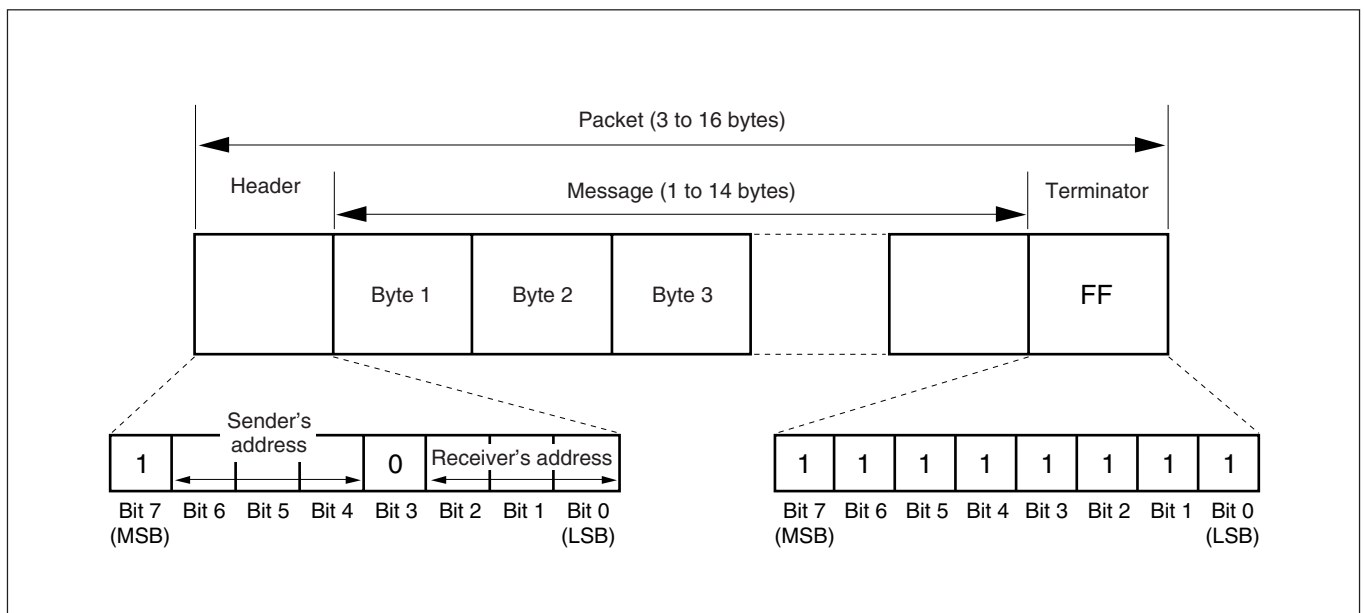 Packet (3 to 16 bytes)
Header
Message (1 to 14 bytes)
Terminator
Byte 1
Byte 2
Byte 3
FF
Sender's
address
1
0
Receiver's address
Bit 7
(MSB)
Bit 6
Bit 5
Bit 4
Bit 3
Bit 2
Bit 1
Bit 0
(LSB)
1 1 1 1 1 1 1 1
Bit 7
(MSB)
Bit 6
Bit 5
Bit 4
Bit 3
Bit 2
Bit 1
Bit 0
(LSB)